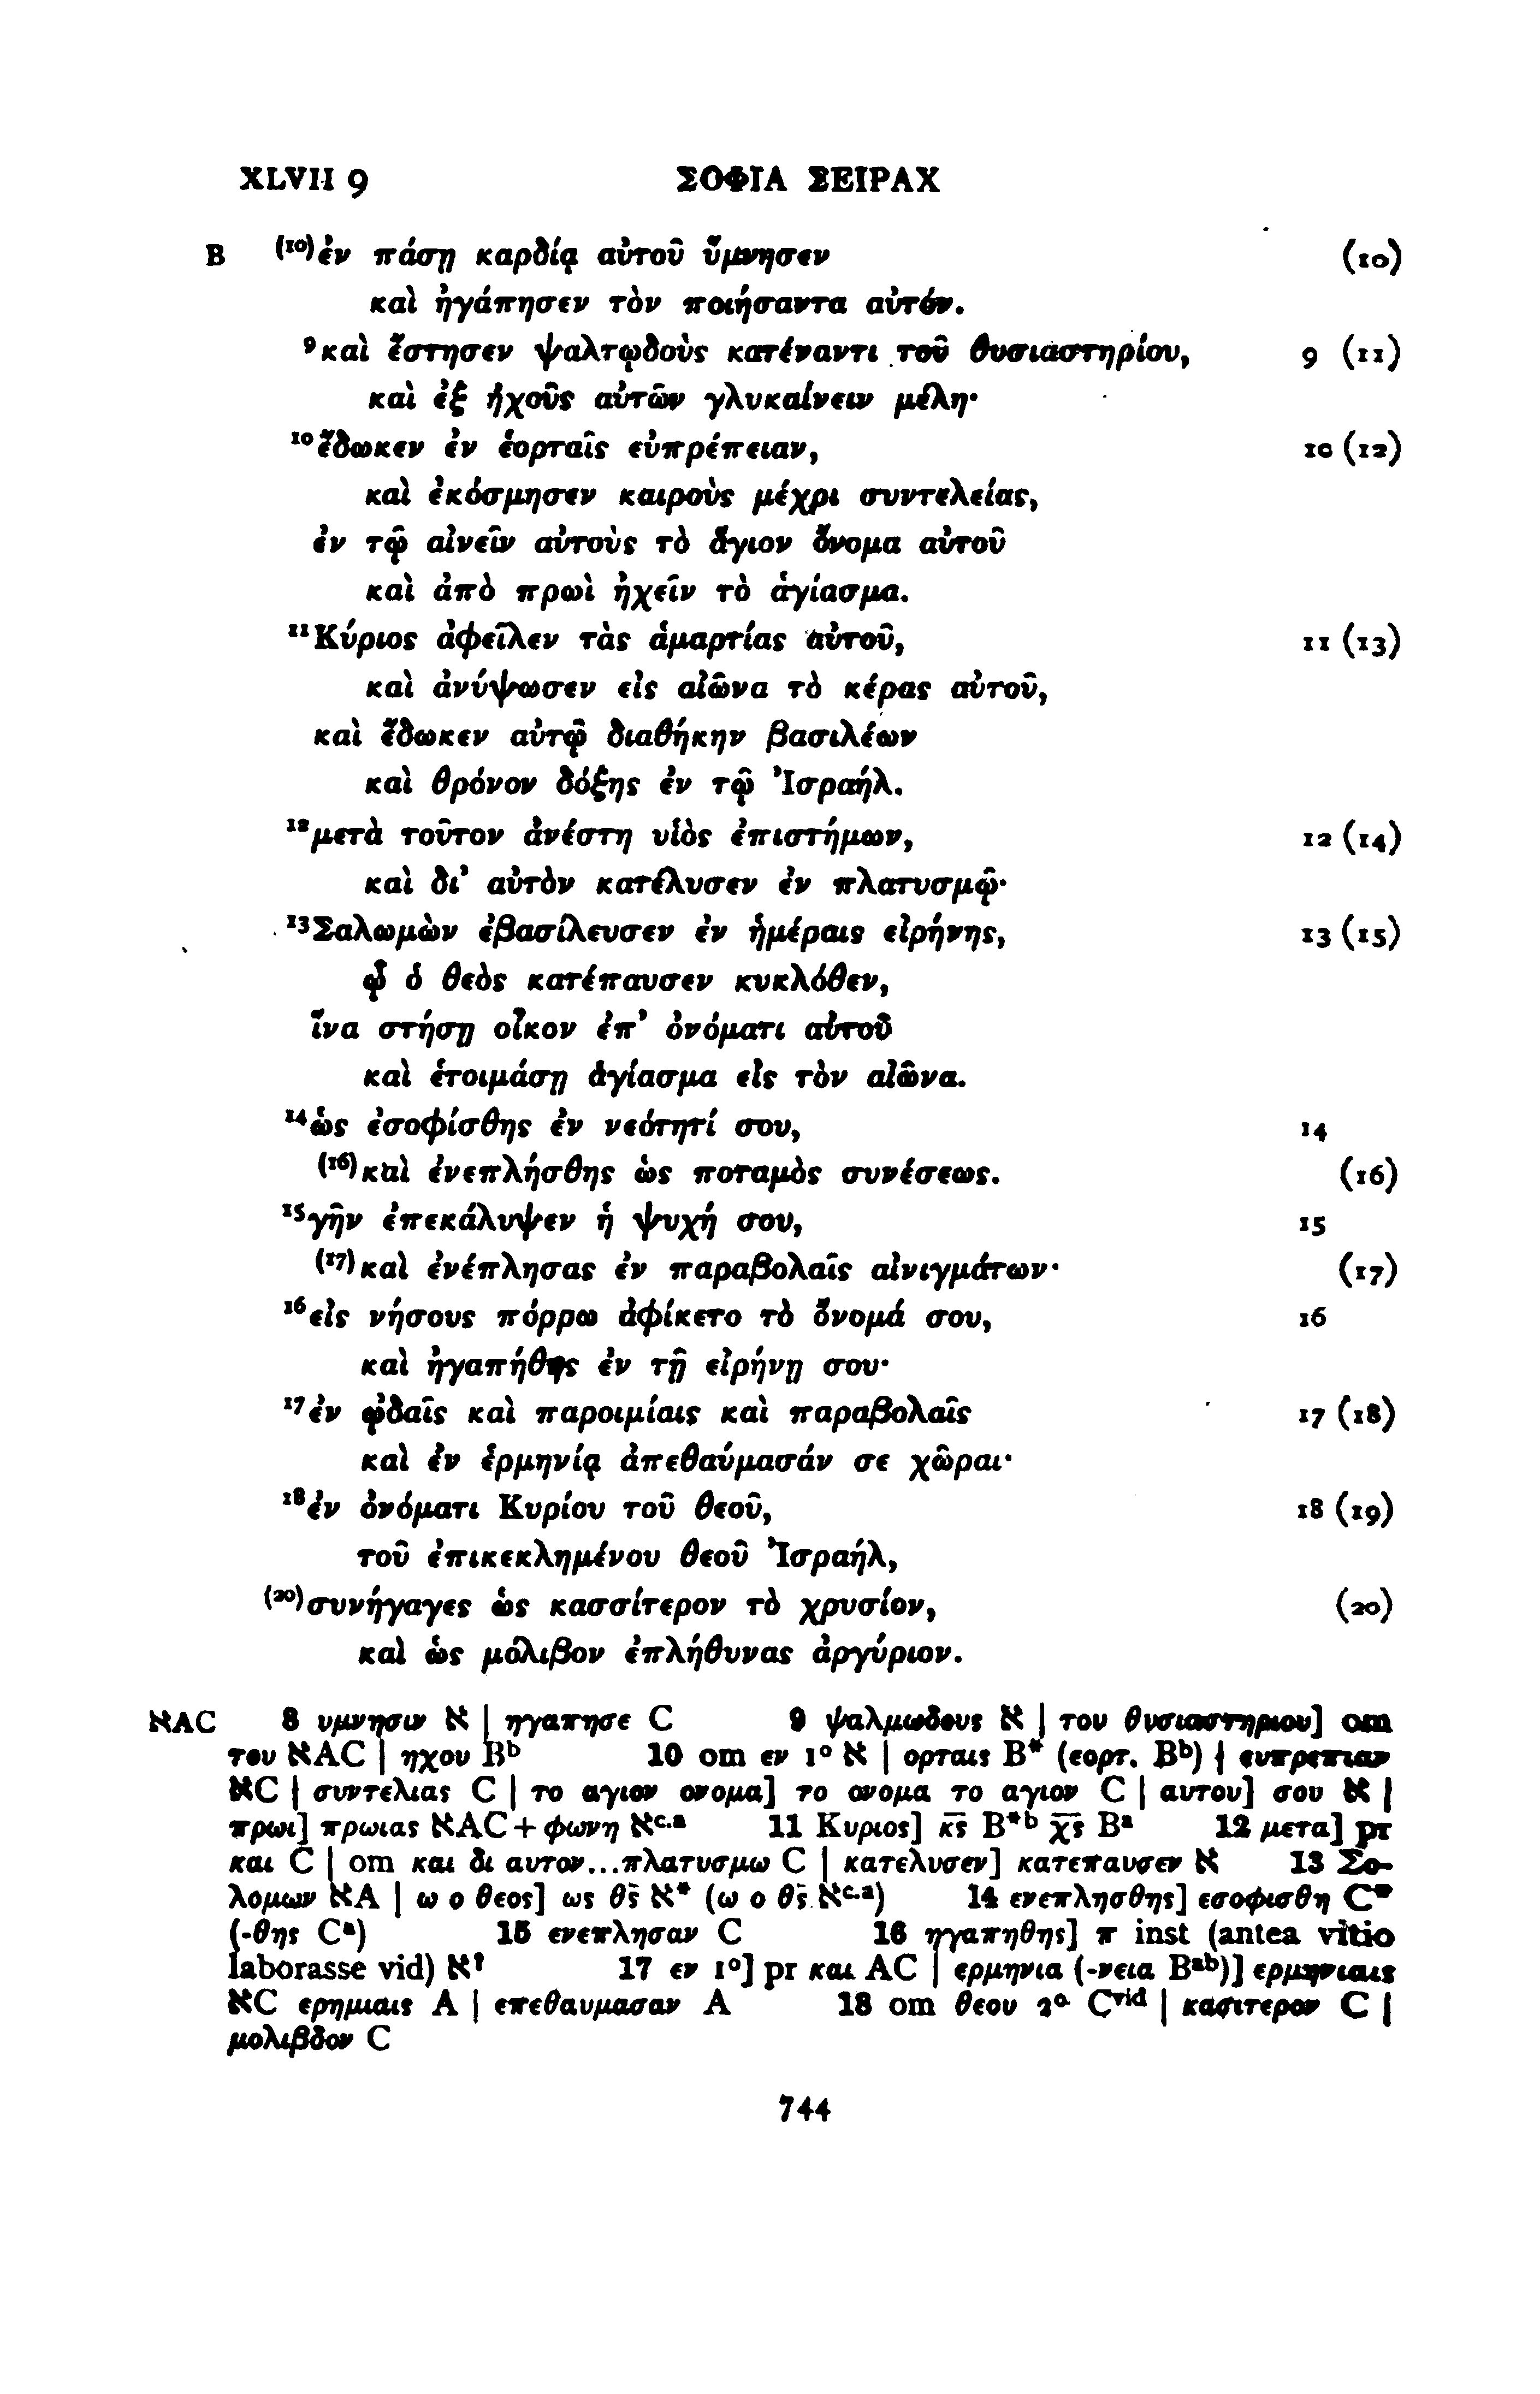 XLVII 9 ΣΟΦΙΑ ΣΕΙΡΑΧ
B (10) ἐν πάσῃ καρδίᾳ αὐτοῦ ὕμνησεν (10)
καὶ ἠγάπησεν τὸν ποιήσαντα αὐτόν.
9 καὶ ἔστησεν ψαλτῳδοὺς κατέναντι τοῦ θυσιαστηρίου, 9 (11)
καὶ ἐξ ἠχοῦς αὐτῶν γλυκαίνειν μέλη·
10 ἔδωκεν ἐν ἑορταῖς εὐπρέπειαν, 10 (12)
καὶ ἐκόσμησεν καιροὺς μέχρι συντελείας,
ἐν τῷ αἰνεῖν αὐτοὺς τὸ ἅγιον ὄνομα αὐτοῦ
καὶ ἀπὸ πρωὶ ἠχεῖν τὸ ἁγίασμα.
11 Κύριος ἀφεῖλεν τὰς ἁμαρτίας αὐτοῦ, 11 (13)
καὶ ἀνύψωσεν εἰς αἰῶνα τὸ κέρας αὐτοῦ,
καὶ ἔδωκεν αὐτῷ διαθήκην βασιλέων
καὶ θρόνον δόξης ἐν τῷ Ἰσραήλ.
12 μετὰ τοῦτον ἀνέστη υἱὸς ἐπιστήμων, 12 (14)
καὶ δι' αὐτὸν κατέλυσεν ἐν πλατυσμῷ·
13 Σαλωμὼν ἐβασίλευσεν ἐν ἡμέραις εἰρήνης, 13 (15)
ᾧ ὁ θεὸς κατέπαυσεν κυκλόθεν,
ἵνα στήσῃ οἶκον ἐπ' ὀνόματι αὐτοῦ
καὶ ἑτοιμάσῃ ἁγίασμα εἰς τὸν αἰῶνα.
14 ὡς ἐσοφίσθης ἐν νεότητί σου, 14
(16) καὶ ἐνεπλήσθης ὡς ποταμὸς συνέσεως. (16)
15 γῆν ἐπεκάλυψεν ἡ ψυχή σου, 15
(17) καὶ ἐνέπλησας ἐν παραβολαῖς αἰνιγμάτων· (17)
16 εἰς νήσους πόρρω ἀφίκετο τὸ ὄνομά σου, 16
καὶ ἠγαπήθης ἐν τῇ εἰρήνῃ σου·
17 ἐν ᾠδαῖς καὶ παροιμίαις καὶ παραβολαῖς 17 (18)
καὶ ἐν ἑρμηνίᾳ ἀπεθαύμασάν σε χῶραι·
18 ἐν ὀνόματι Κυρίου τοῦ θεοῦ, 18 (19)
τοῦ ἐπικεκλημένου θεοῦ Ἰσραήλ,
(20) συνήγαγες ὡς κασσίτερον τὸ χρυσίον, (20)
καὶ ὡς μόλιβον ἐπλήθυνας ἀργύριον.
אAC 8 υμνησιν א | ηγαπησε C 9 ψαλμωδους א | του θυσιαστηριου] om
του אAC | ηχου Bᵇ 10 om εν 1° א | ορταις B* (εορτ. Bᵇ) | ευπρεπιαν
אC | συντελιας C | το αγιον ονομα] το ονομα το αγιον C | αυτου] σου א |
πρωι] πρωιας אAC + φωνη אᶜ·ᵃ 11 Κυριος] κ̅ς̅ B*ᵇ χ̅ς̅ Bᵃ 12 μετα] pr
και C | om και δι αυτον...πλατυσμω C | κατελυσεν] κατεπαυσεν א 13 Σο-
λομων אA | ω ο θεος] ως θ̅ς̅ א* (ω ο θ̅ς̅ אᶜ·ᵃ) 14 ενεπλησθης] εσοφισθη C*
(-θης Cᵃ) 15 ενεπλησαν C 16 ηγαπηθης] π inst (antea vitio
laborasse vid) א? 17 εν 1°] pr και AC | ερμηνια (-νεια Bᵃᵇ)] ερμηνιαις
אC ερημιαις A | επεθαυμασαν A 18 om θεου 2° Cᵛⁱᵈ | κασιτερον C |
μολιβδον C
744